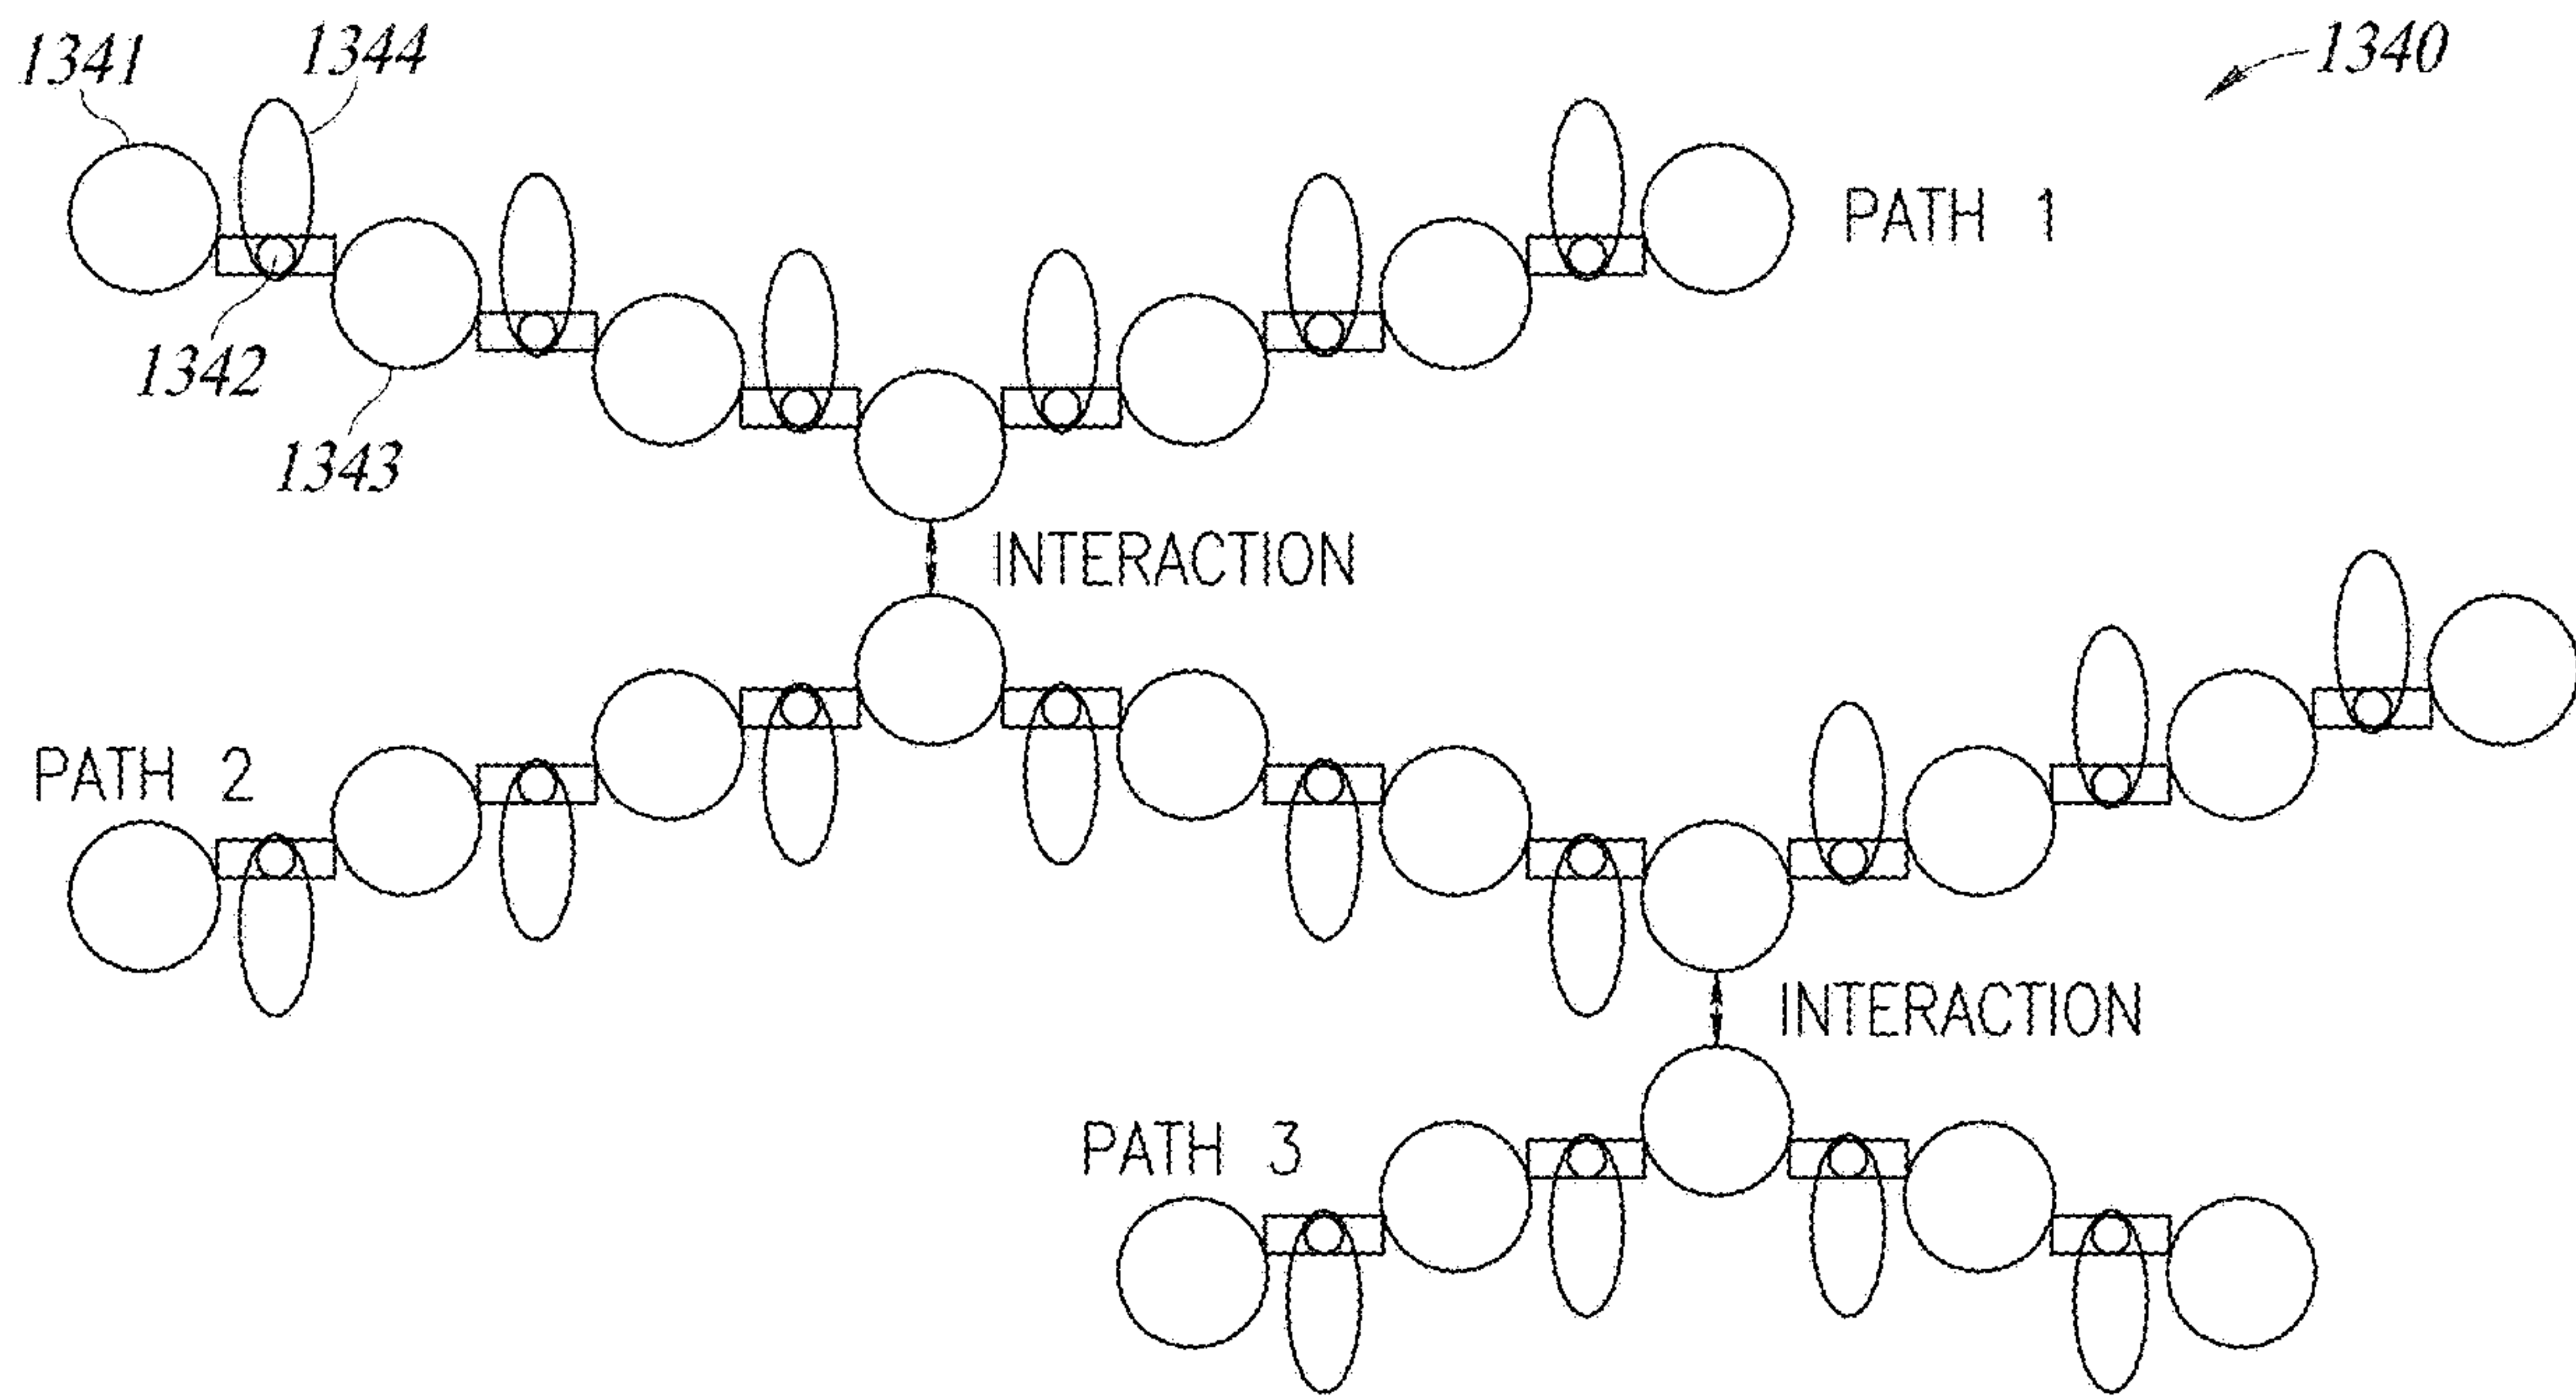 1341
1344
1340
PATH 1
1342
1343
INTERACTION
PATH 2
INTERACTION
PATH 3